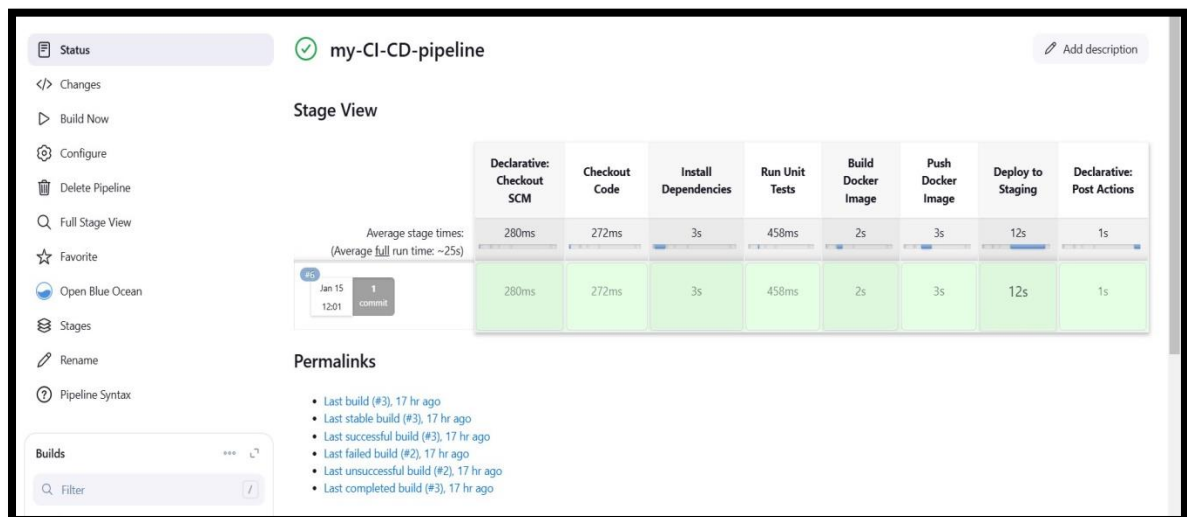 Status
my-CI-CD-pipeline
Add description
</> Changes
Build Now
Configure
Delete Pipeline
Full Stage View
Favorite
Open Blue Ocean
Stages
Rename
Pipeline Syntax
Builds
Filter
/
Stage View
Declarative: Checkout SCM
Checkout Code
Install Dependencies
Run Unit Tests
Build Docker Image
Push Docker Image
Deploy to Staging
Declarative: Post Actions
Average stage times:
(Average full run time: ~25s)
280ms 272ms 3s 458ms 2s 3s 12s 1s
#6
Jan 15
12:01
1
commit
280ms 272ms 3s 458ms 2s 3s 12s 1s
Permalinks
Last build (#3), 17 hr ago
Last stable build (#3), 17 hr ago
Last successful build (#3), 17 hr ago
Last failed build (#2), 17 hr ago
Last unsuccessful build (#2), 17 hr ago
Last completed build (#3), 17 hr ago